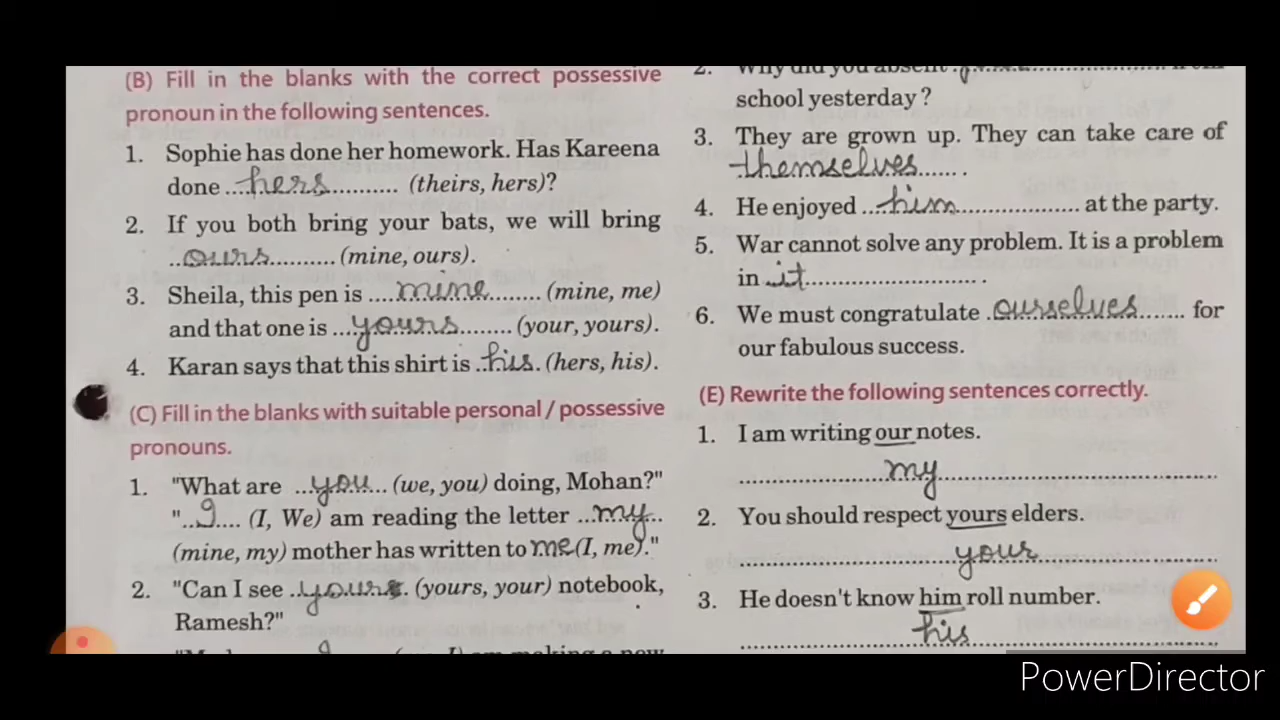 (B) Fill in the blanks with the correct possessive
pronoun in the following sentences.
1. Sophie has done her homework. Has Kareena
done ....hers........... (theirs, hers)?
2. If you both bring your bats, we will bring
..ours.......... (mine, ours).
3. Sheila, this pen is ....mine........ (mine, me)
and that one is ...yours........ (your, yours).
4. Karan says that this shirt is ..his. (hers, his).
(C) Fill in the blanks with suitable personal / possessive
pronouns.
1. "What are ...you.... (we, you) doing, Mohan?"
"..I.... (I, We) am reading the letter ...my..
(mine, my) mother has written to me (I, me)."
2. "Can I see ..yours. (yours, your) notebook,
Ramesh?"
2. Why did you absent
school yesterday?
3. They are grown up. They can take care of
.themselves...... .
4. He enjoyed ....him.................... at the party.
5. War cannot solve any problem. It is a problem
in .it.......................... .
6. We must congratulate .ourselves....... for
our fabulous success.
(E) Rewrite the following sentences correctly.
1. I am writing our notes.
my
2. You should respect yours elders.
your
3. He doesn't know him roll number.
his
PowerDirector